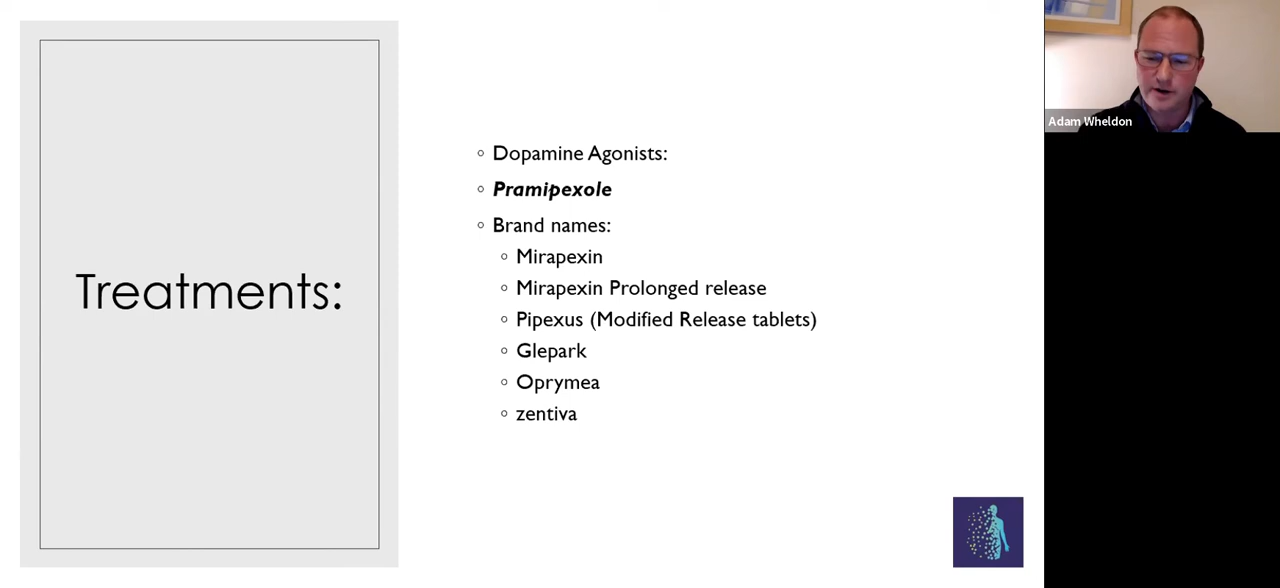 Treatments:
Dopamine Agonists:
Pramipexole
Brand names:
Mirapexin
Mirapexin Prolonged release
Pipexus (Modified Release tablets)
Glepark
Oprymea
zentiva
Adam Wheldon